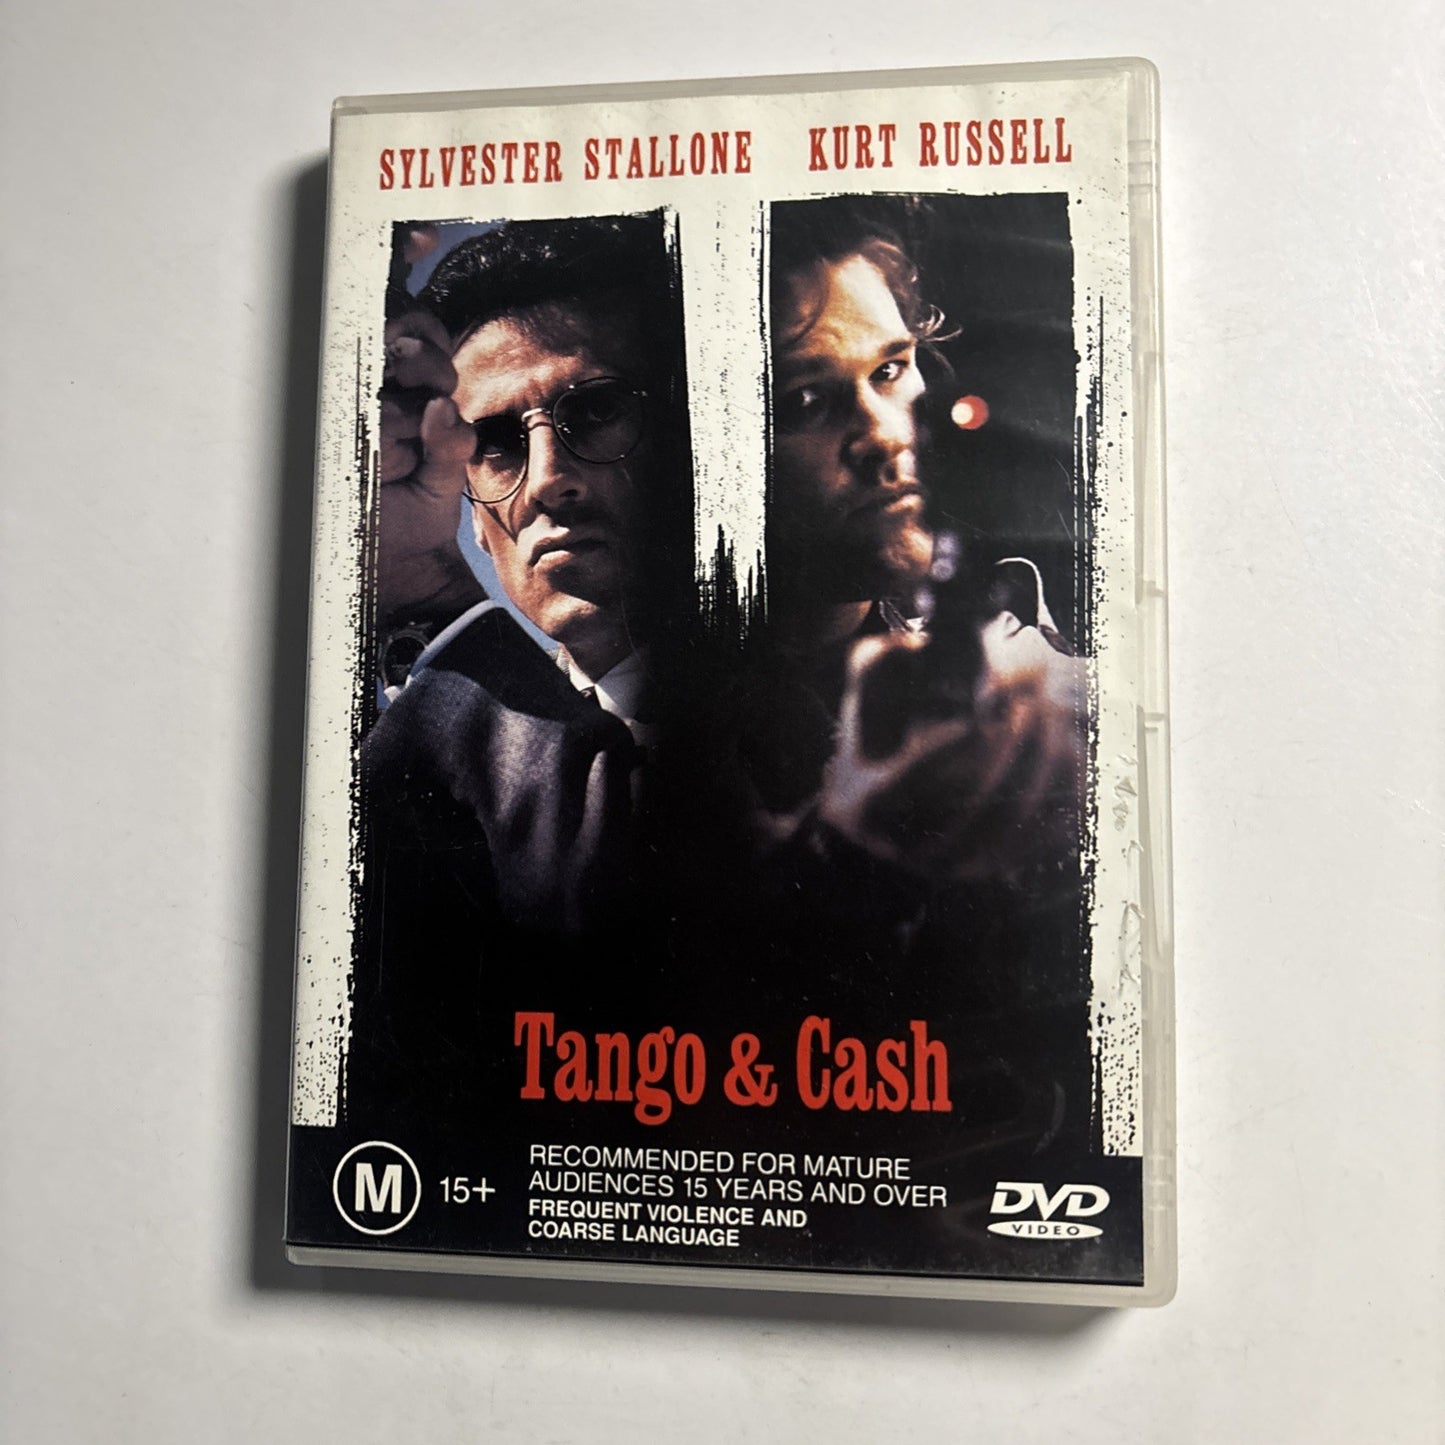 SYLVESTER STALLONE KURT RUSSELL
Tango & Cash
M 15+
RECOMMENDED FOR MATURE
AUDIENCES 15 YEARS AND OVER
FREQUENT VIOLENCE AND
COARSE LANGUAGE
DVD
VIDEO